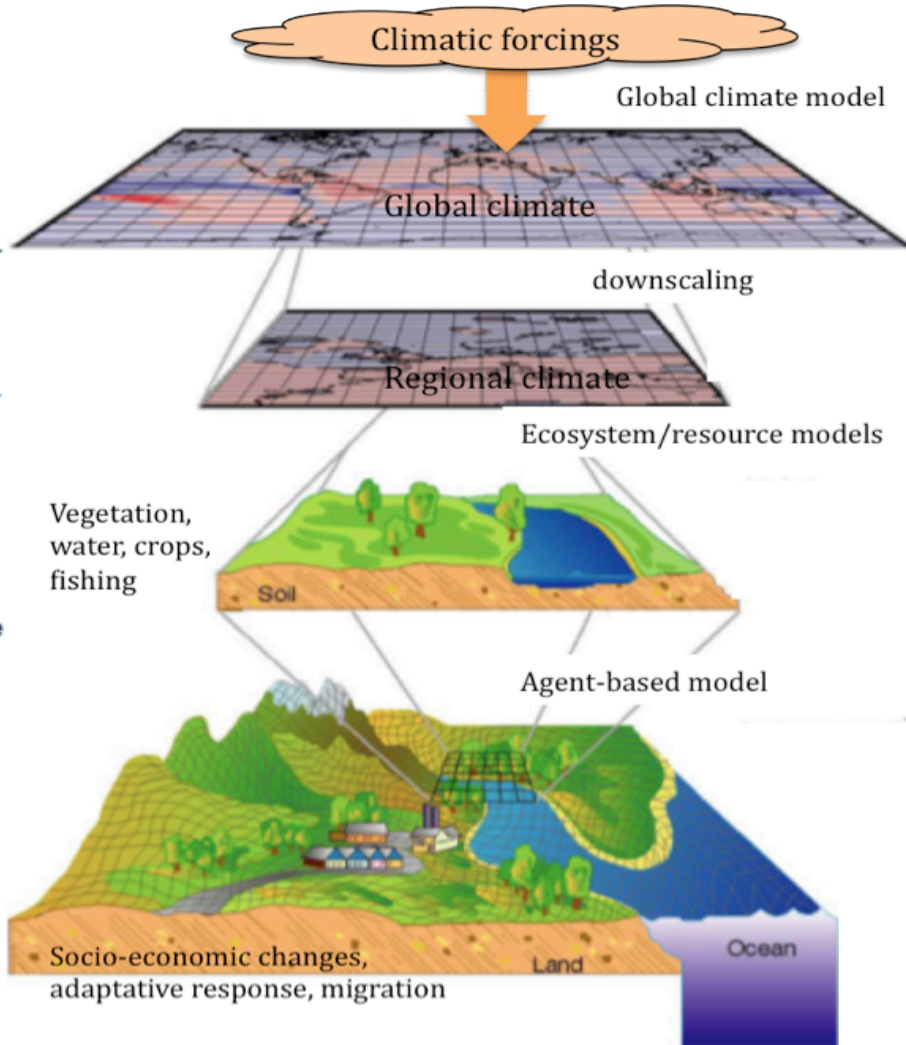 Climatic forcings
Global climate model
Global climate
downscaling
Regional climate
Ecosystem/resource models
Vegetation,
water, crops,
fishing
Soil
Agent-based model
Ocean
Socio-economic changes,
Land
adaptative response, migration